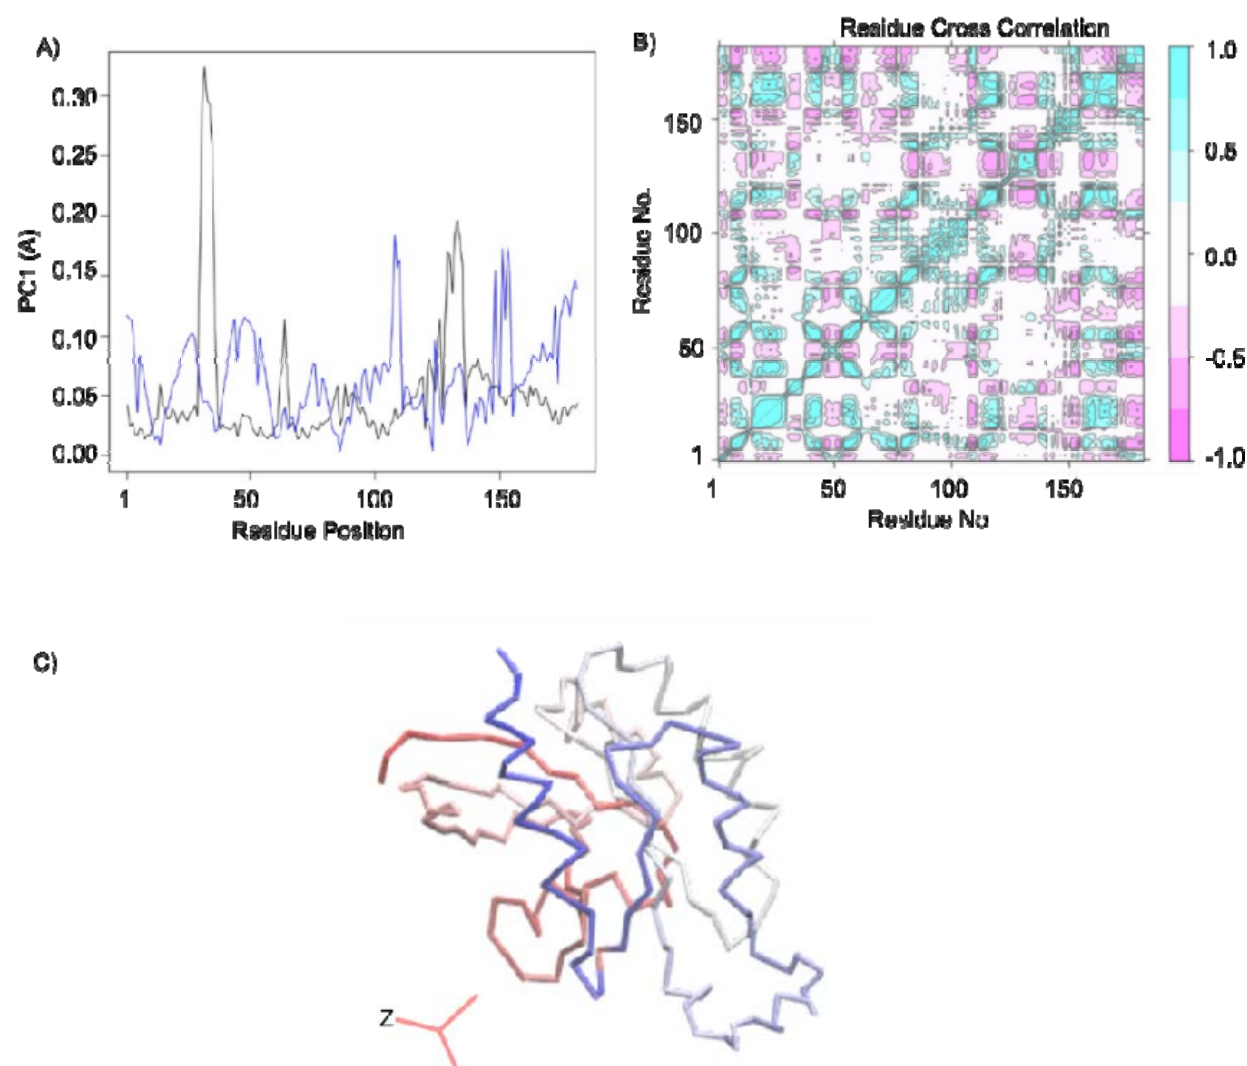 A)
PC1 (A)
0.30
0.25
0.20
0.15
0.10
0.05
0.00
1 50 100 150
Residue Position
B)
Residue Cross Correlation
Residue No.
150
100
50
1
1 50 100 150
Residue No
1.0
0.5
0.0
-0.5
-1.0
C)
Z